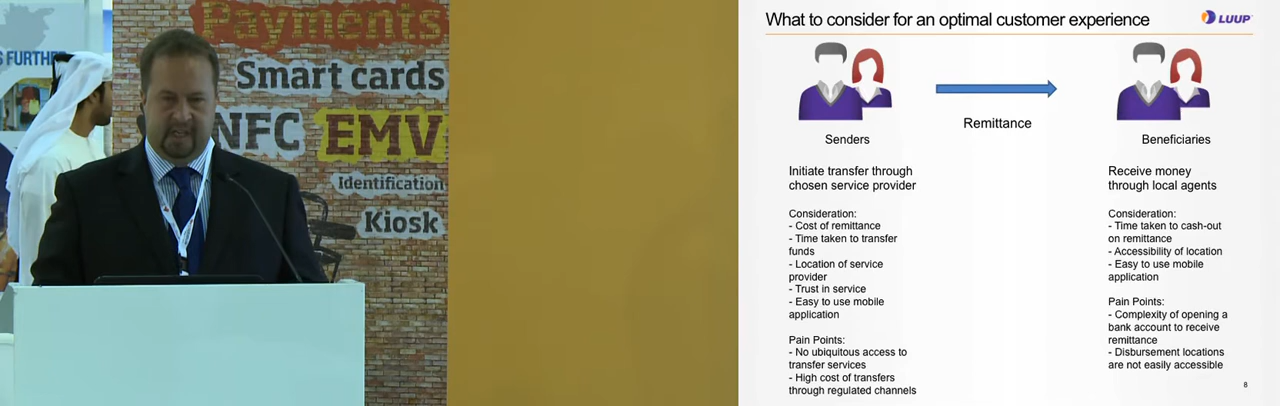 S FURTHE
Payments
Smart cards
NFC
EMV
Identification
Kiosk
What to consider for an optimal customer experience
LUUP
Senders
Remittance
Beneficiaries
Initiate transfer through
chosen service provider
Consideration:
- Cost of remittance
- Time taken to transfer
funds
- Location of service
provider
- Trust in service
- Easy to use mobile
application
Pain Points:
- No ubiquitous access to
transfer services
- High cost of transfers
through regulated channels
Receive money
through local agents
Consideration:
- Time taken to cash-out
on remittance
- Accessibility of location
- Easy to use mobile
application
Pain Points:
- Complexity of opening a
bank account to receive
remittance
- Disbursement locations
are not easily accessible
8